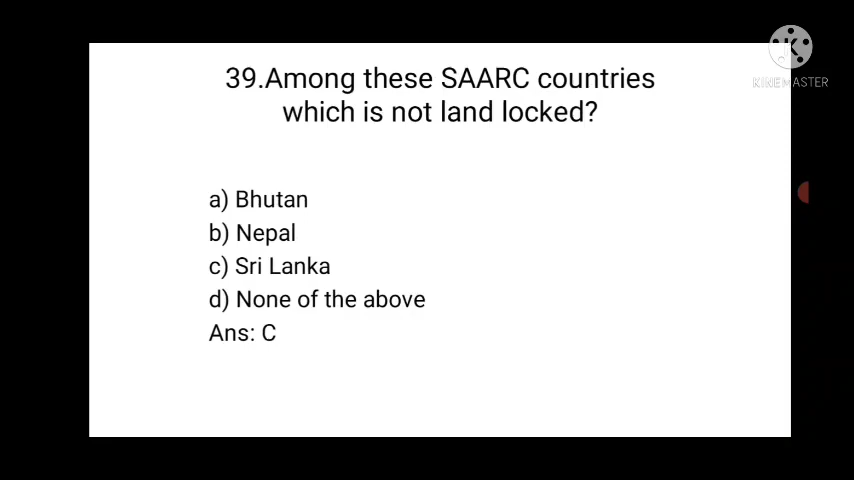 39.Among these SAARC countries
which is not land locked?
a) Bhutan
b) Nepal
c) Sri Lanka
d) None of the above
Ans: C
K
KINEMASTER